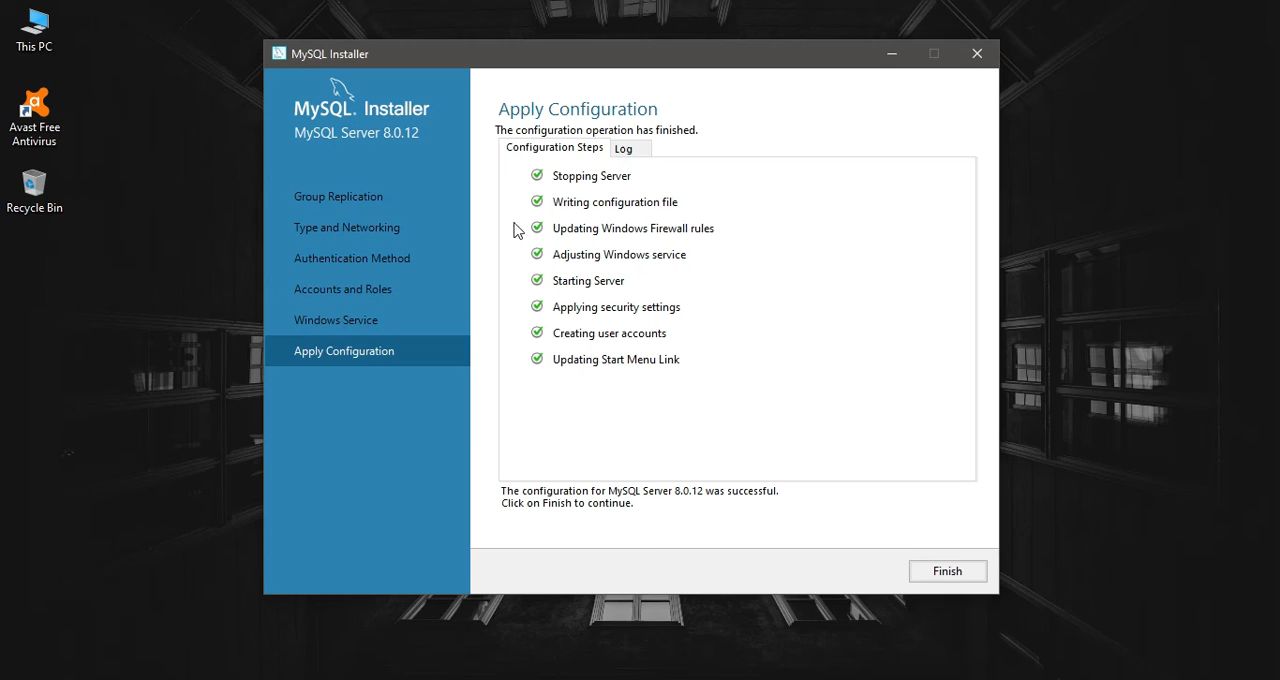 This PC
Avast Free
Antivirus
Recycle Bin
MySQL Installer
MySQL. Installer
MySQL Server 8.0.12
Group Replication
Type and Networking
Authentication Method
Accounts and Roles
Windows Service
Apply Configuration
Apply Configuration
The configuration operation has finished.
Configuration Steps Log
Stopping Server
Writing configuration file
Updating Windows Firewall rules
Adjusting Windows service
Starting Server
Applying security settings
Creating user accounts
Updating Start Menu Link
The configuration for MySQL Server 8.0.12 was successful.
Click on Finish to continue.
Finish